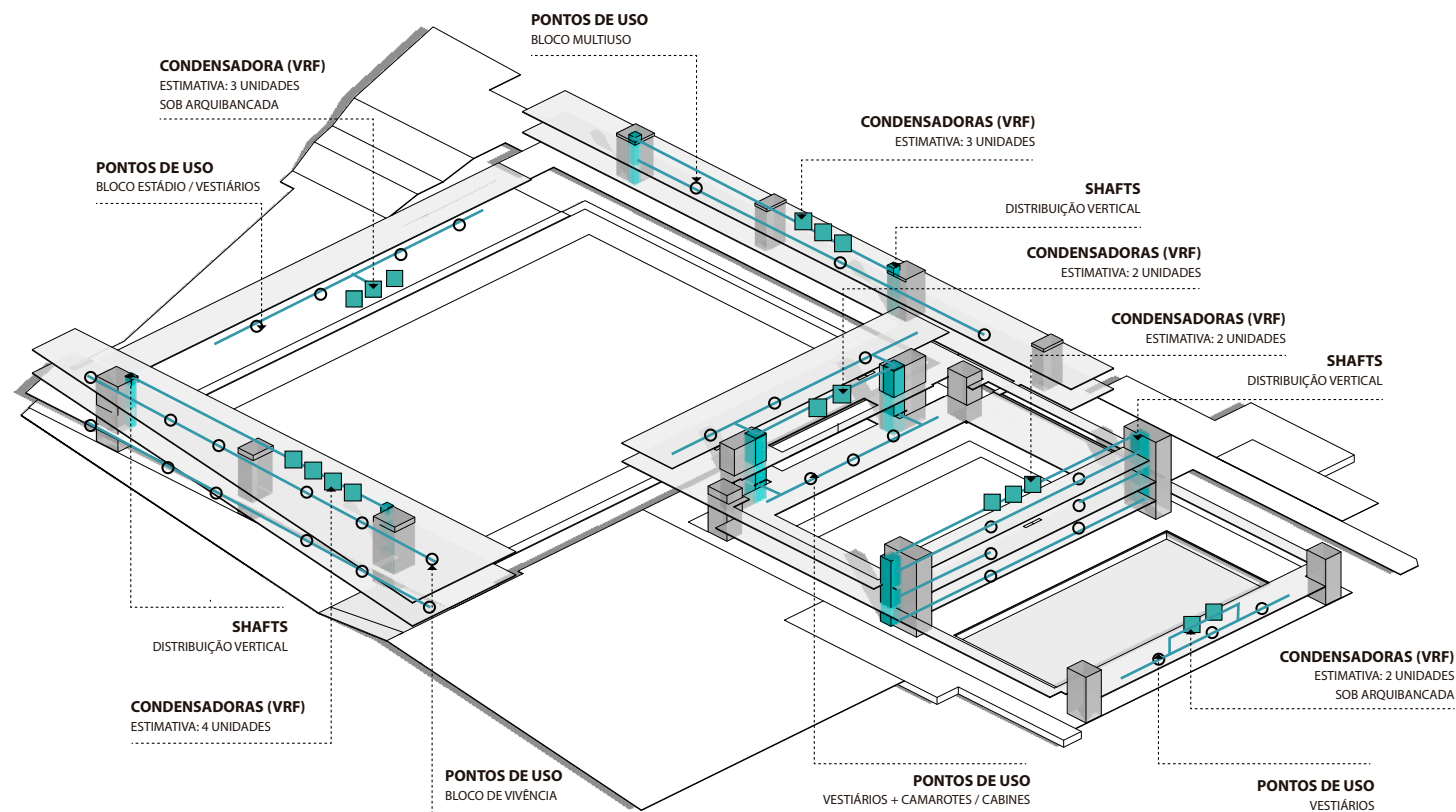 PONTOS DE USO
BLOCO MULTIUSO
CONDENSADORA (VRF)
ESTIMATIVA: 3 UNIDADES
SOB ARQUIBANCADA
CONDENSADORAS (VRF)
ESTIMATIVA: 3 UNIDADES
PONTOS DE USO
BLOCO ESTÁDIO / VESTIÁRIOS
SHAFTS
DISTRIBUIÇÃO VERTICAL
CONDENSADORAS (VRF)
ESTIMATIVA: 2 UNIDADES
CONDENSADORAS (VRF)
ESTIMATIVA: 2 UNIDADES
SHAFTS
DISTRIBUIÇÃO VERTICAL
SHAFTS
DISTRIBUIÇÃO VERTICAL
CONDENSADORAS (VRF)
ESTIMATIVA: 2 UNIDADES
SOB ARQUIBANCADA
CONDENSADORAS (VRF)
ESTIMATIVA: 4 UNIDADES
PONTOS DE USO
BLOCO DE VIVÊNCIA
PONTOS DE USO
VESTIÁRIOS + CAMAROTES / CABINES
PONTOS DE USO
VESTIÁRIOS